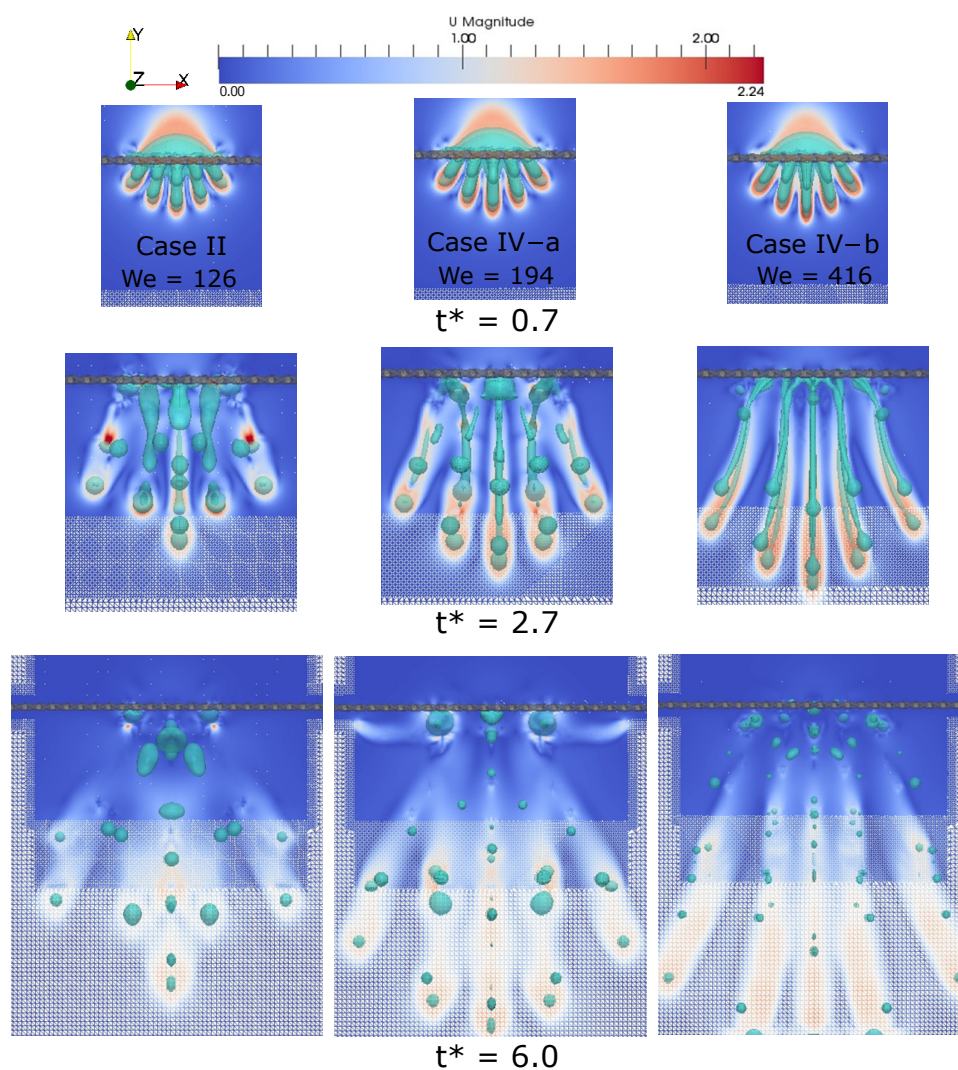 U Magnitude
1.00
2.00
0.00
2.24
Y
Z
X
Case II
We = 126
Case IV−a
We = 194
Case IV−b
We = 416
t* = 0.7
t* = 2.7
t* = 6.0